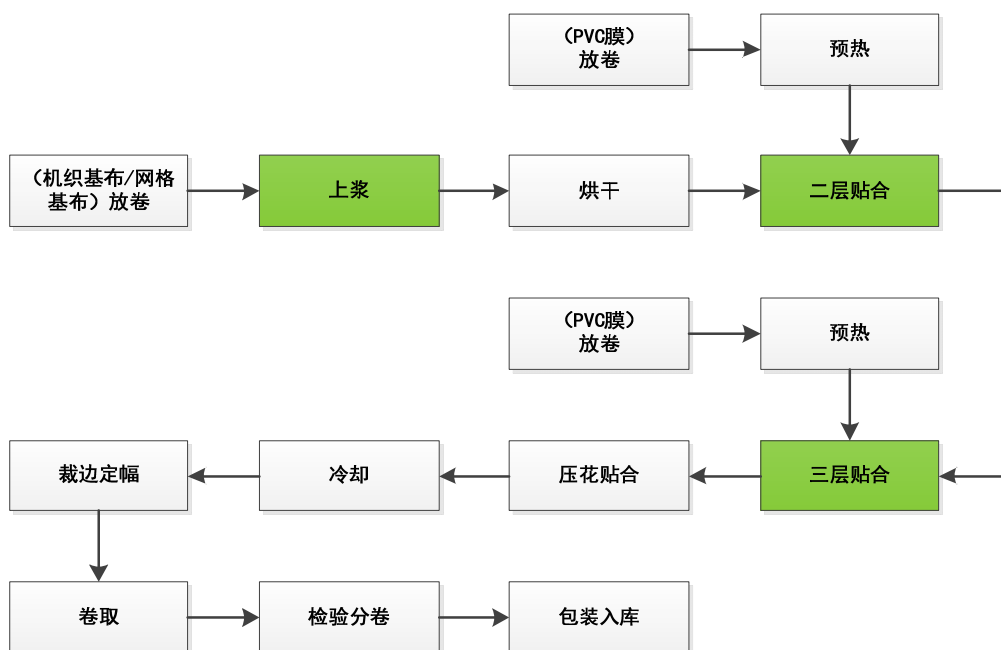 （PVC膜）
放卷
预热
（机织基布/网格
基布）放卷
上浆
烘干
二层贴合
（PVC膜）
放卷
预热
裁边定幅
冷却
压花贴合
三层贴合
卷取
检验分卷
包装入库